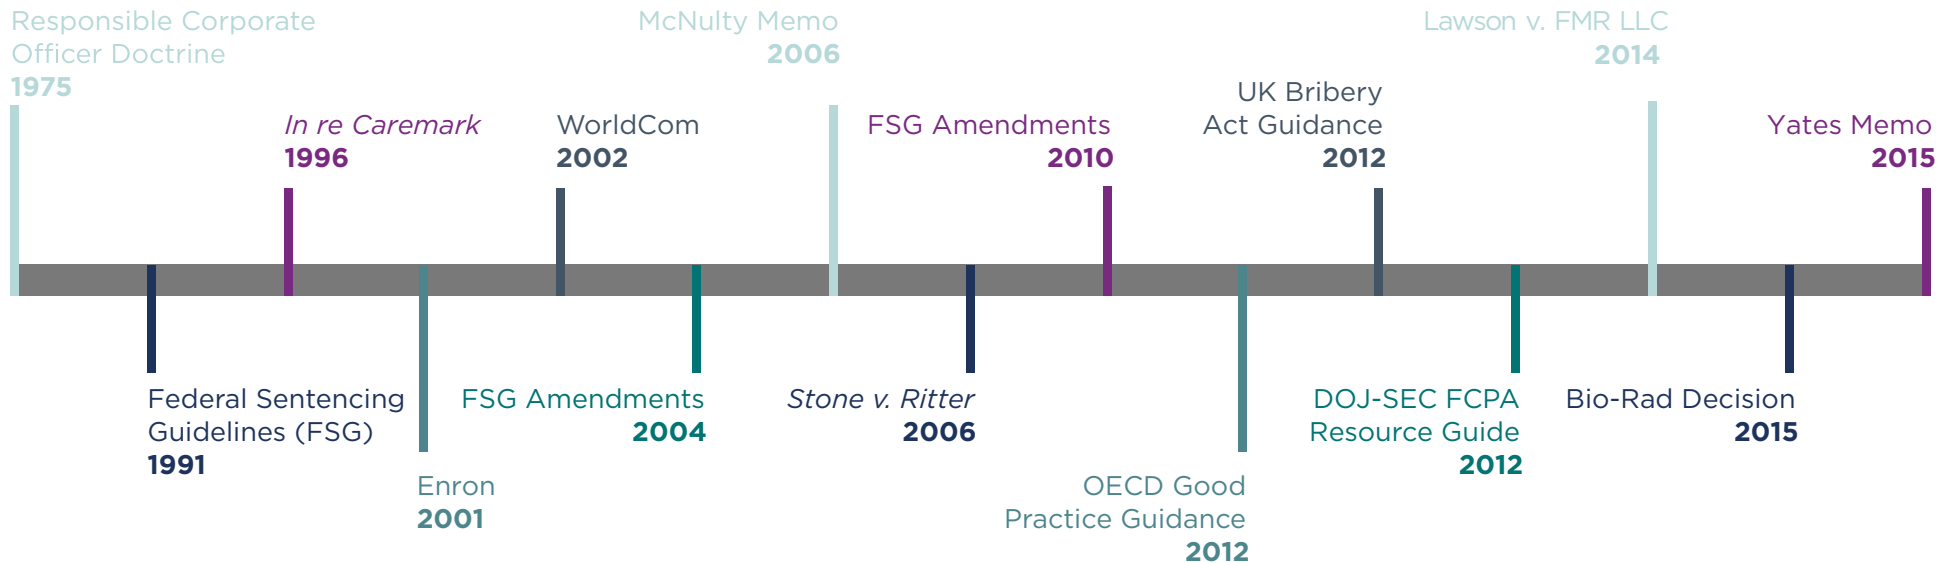 Responsible Corporate
Officer Doctrine
1975
Federal Sentencing
Guidelines (FSG)
1991
In re Caremark
1996
Enron
2001
WorldCom
2002
FSG Amendments
2004
McNulty Memo
2006
Stone v. Ritter
2006
FSG Amendments
2010
OECD Good
Practice Guidance
2012
UK Bribery
Act Guidance
2012
DOJ-SEC FCPA
Resource Guide
2012
Lawson v. FMR LLC
2014
Bio-Rad Decision
2015
Yates Memo
2015